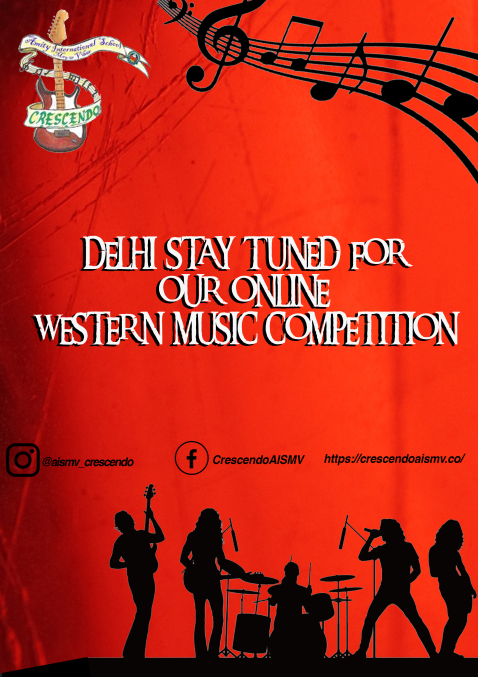 Amity International School
CRESCENDO
DELHI STAY TUNED FOR
OUR ONLINE
WESTERN MUSIC COMPETITION
@aismv_crescendo
CrescendoAISMV
https://crescendoaismv.co/